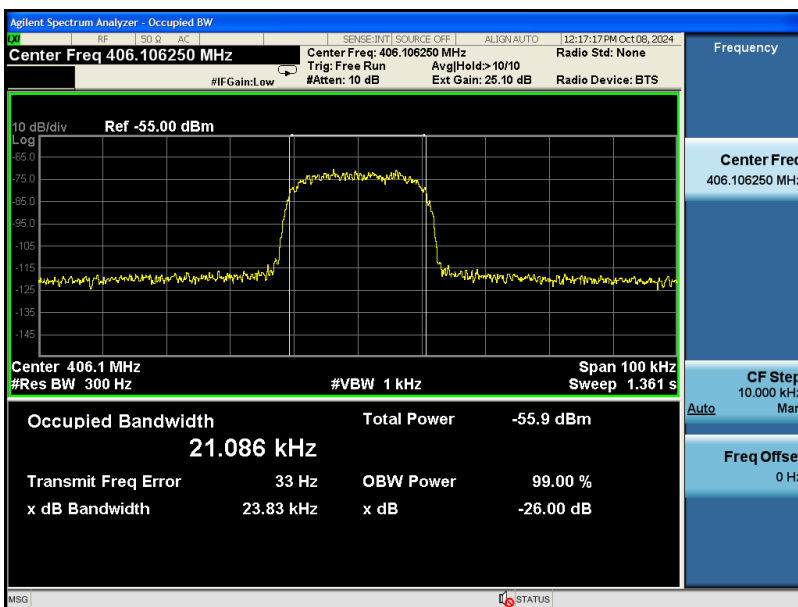 Agilent Spectrum Analyzer - Occupied BW
LXI RF 50 Ω AC SENSE:INT SOURCE OFF ALIGN AUTO 12:17:17 PM Oct 08, 2024
Center Freq 406.106250 MHz
Center Freq: 406.106250 MHz Radio Std: None
Trig: Free Run Avg|Hold:> 10/10
#IFGain:Low #Atten: 10 dB Ext Gain: 25.10 dB Radio Device: BTS
10 dB/div Ref -55.00 dBm
Log
-65.0
-75.0
-85.0
-95.0
-105
-115
-125
-135
-145
Center 406.1 MHz Span 100 kHz
#Res BW 300 Hz #VBW 1 kHz Sweep 1.361 s
Occupied Bandwidth Total Power -55.9 dBm
21.086 kHz
Transmit Freq Error 33 Hz OBW Power 99.00 %
x dB Bandwidth 23.83 kHz x dB -26.00 dB
MSG STATUS
Frequency
Center Freq
406.106250 MHz
CF Step
10.000 kHz
Auto Man
Freq Offset
0 Hz